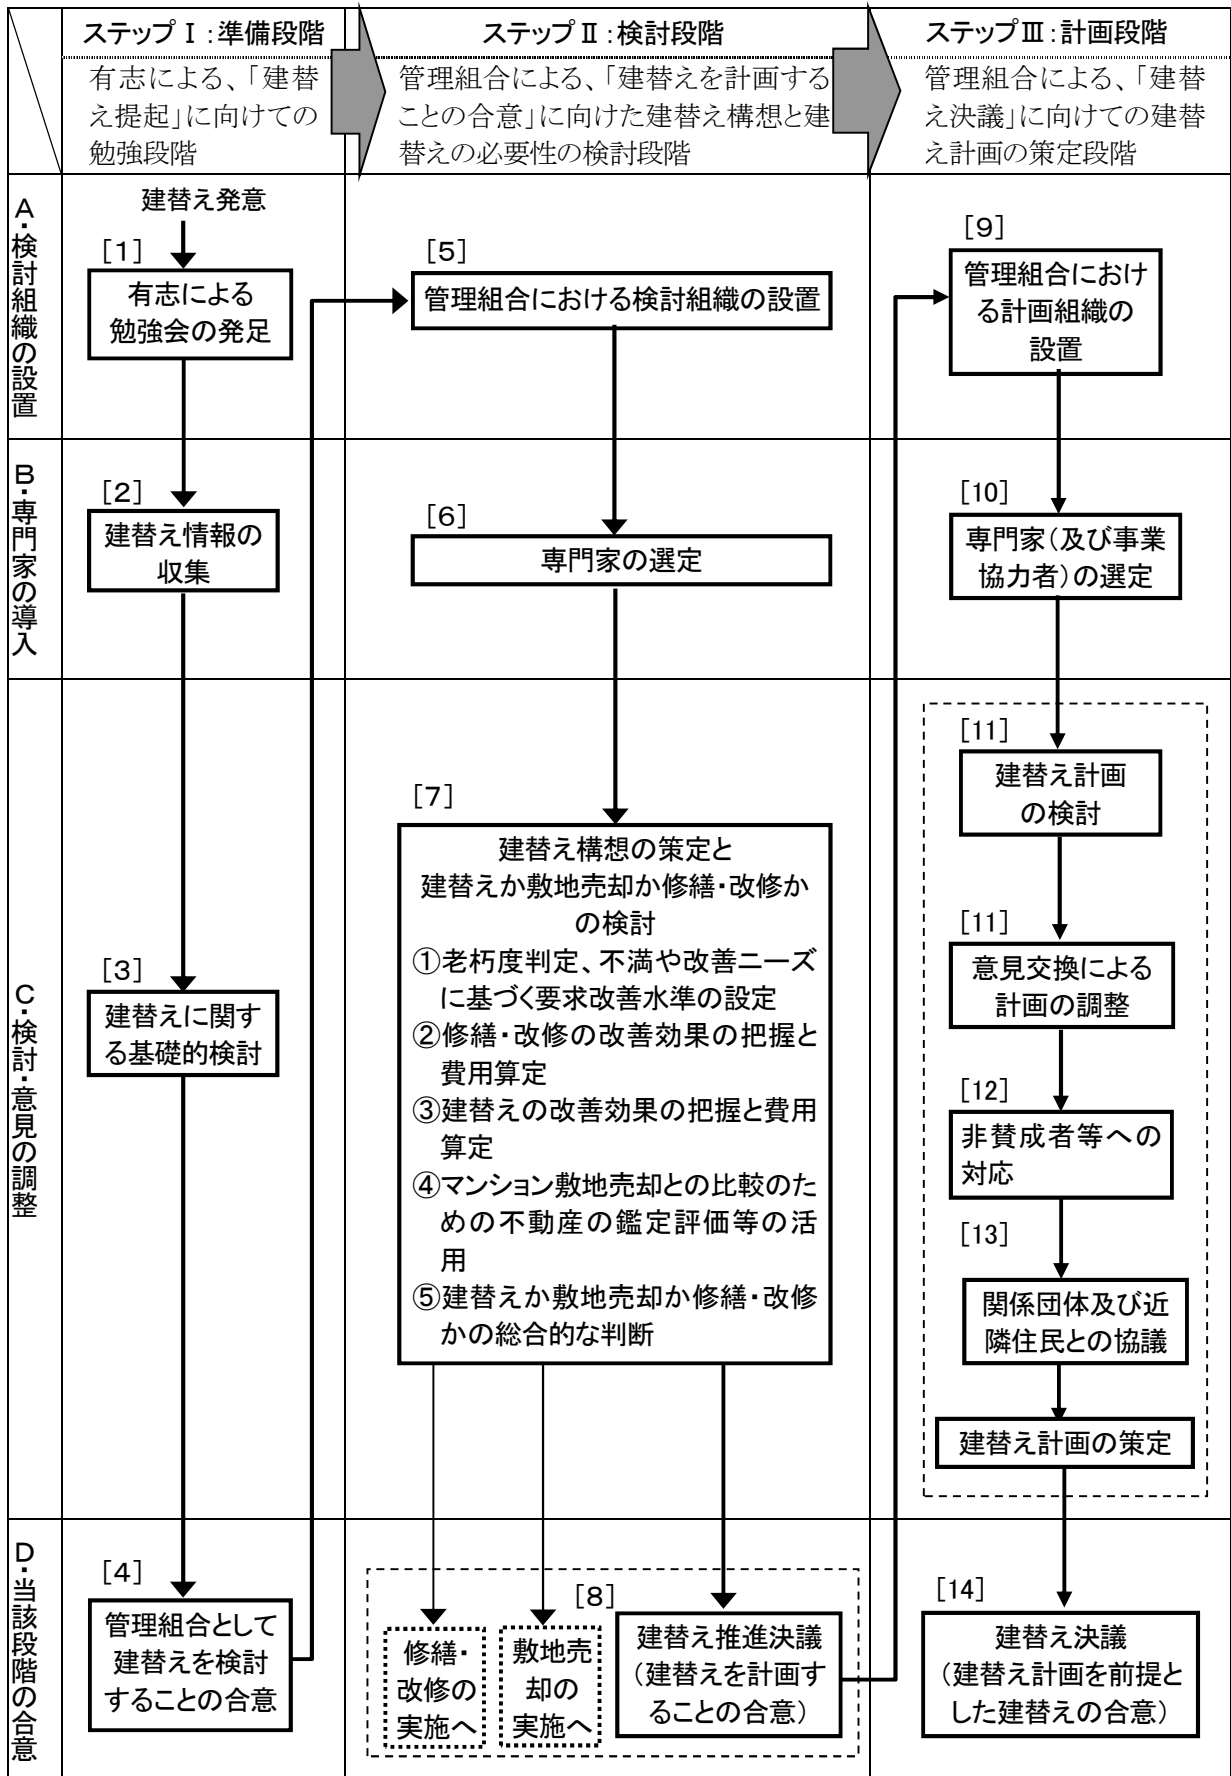 ステップⅠ：準備段階
有志による、「建替
え提起」に向けての
勉強段階
ステップⅡ：検討段階
管理組合による、「建替えを計画する
ことの合意」に向けた建替え構想と建
替えの必要性の検討段階
ステップⅢ：計画段階
管理組合による、「建替
え決議」に向けての建替
え計画の策定段階
A・検討組織の設置
建替え発意
[1]
有志による
勉強会の発足
[5]
管理組合における検討組織の設置
[9]
管理組合におけ
る計画組織の
設置
B・専門家の導入
[2]
建替え情報の
収集
[6]
専門家の選定
[10]
専門家（及び事業
協力者）の選定
C・検討・意見の調整
[3]
建替えに関す
る基礎的検討
[7]
建替え構想の策定と
建替えか敷地売却か修繕・改修か
の検討
①老朽度判定、不満や改善ニーズ
に基づく要求改善水準の設定
②修繕・改修の改善効果の把握と
費用算定
③建替えの改善効果の把握と費用
算定
④マンション敷地売却との比較のた
めの不動産の鑑定評価等の活
用
⑤建替えか敷地売却か修繕・改修
かの総合的な判断
[11]
建替え計画
の検討
[11]
意見交換による
計画の調整
[12]
非賛成者等への
対応
[13]
関係団体及び近
隣住民との協議
建替え計画の策定
D・当該段階の合意
[4]
管理組合として
建替えを検討
することの合意
修繕・
改修の
実施へ
敷地売
却の
実施へ
[8]
建替え推進決議
（建替えを計画す
ることの合意）
[14]
建替え決議
（建替え計画を前提と
した建替えの合意）